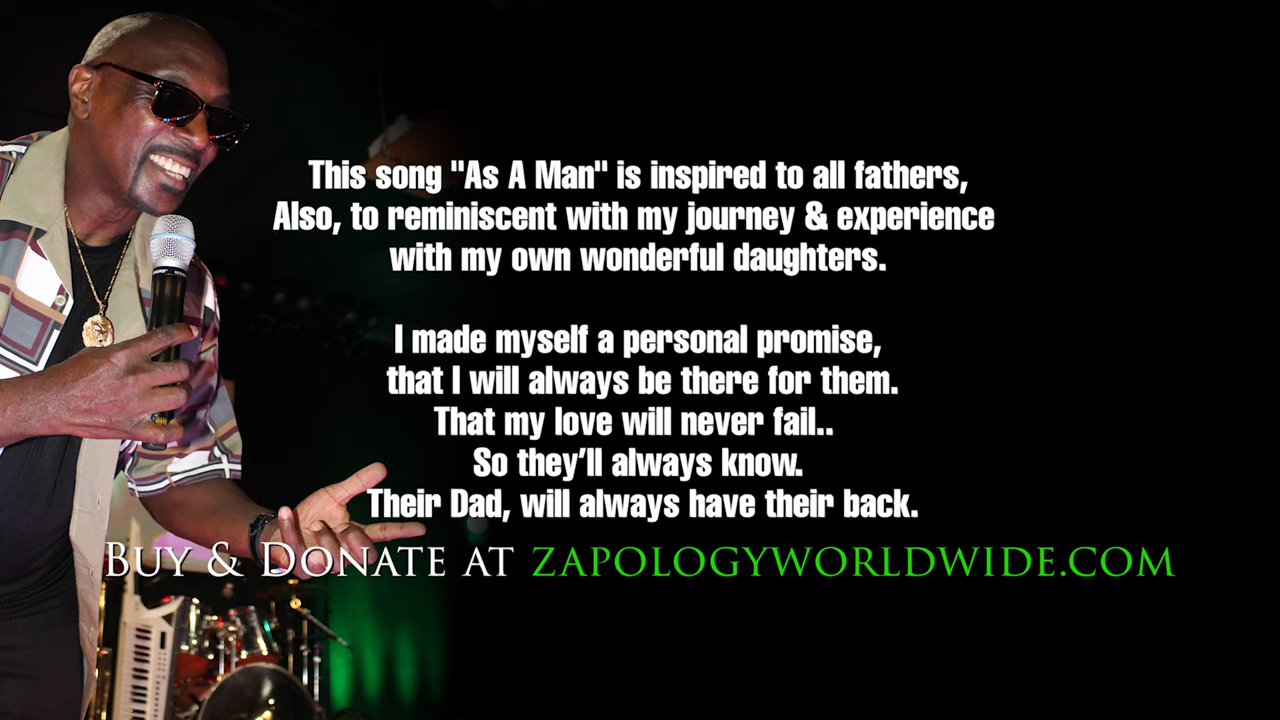 This song "As A Man" is inspired to all fathers,
Also, to reminiscent with my journey & experience
with my own wonderful daughters.
I made myself a personal promise,
that I will always be there for them.
That my love will never fail..
So they’ll always know.
Their Dad, will always have their back.
BUY & DONATE AT ZAPOLOGYWORLDWIDE.COM